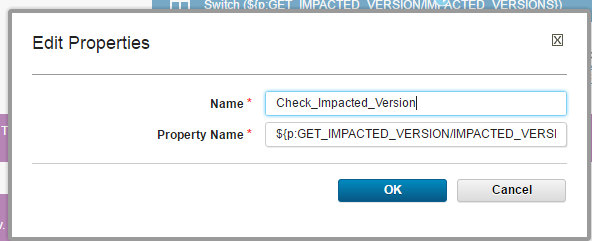 Switch (${p:GET_IMPACTED_VERSION/IMPACTED_VERSIONS})
Edit Properties
Name *
Check_Impacted_Version
Property Name *
${p:GET_IMPACTED_VERSION/IMPACTED_VERSI
OK
Cancel